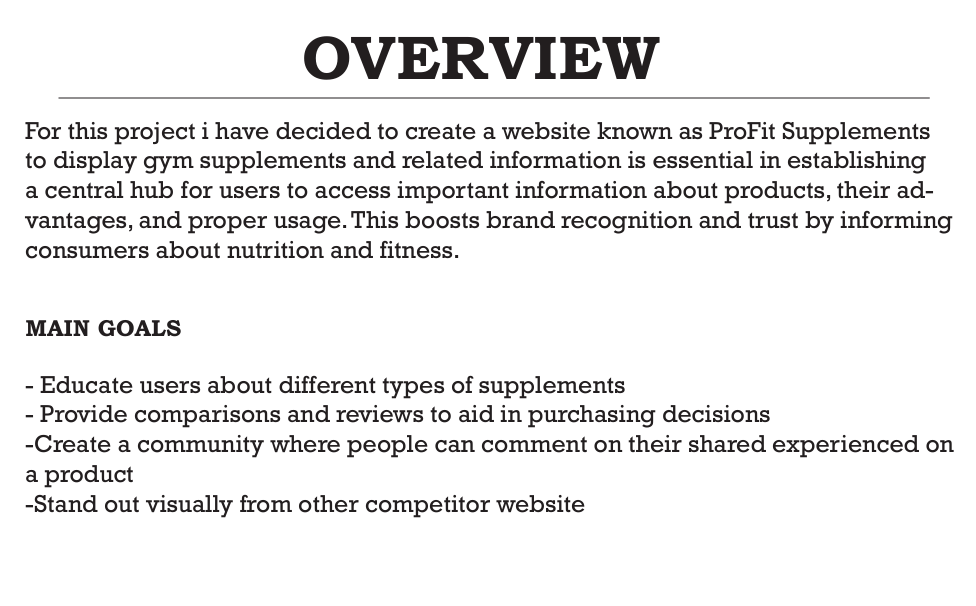 OVERVIEW
For this project i have decided to create a website known as ProFit Supplements
to display gym supplements and related information is essential in establishing
a central hub for users to access important information about products, their ad-
vantages, and proper usage. This boosts brand recognition and trust by informing
consumers about nutrition and fitness.
MAIN GOALS
- Educate users about different types of supplements
- Provide comparisons and reviews to aid in purchasing decisions
-Create a community where people can comment on their shared experienced on
a product
-Stand out visually from other competitor website